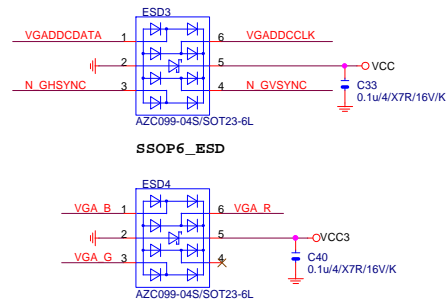 ESD3
VGADDCDATA 1 6 VGADDCCLK
2 5 VCC
N_GHSYNC 3 4 N_GVSYNC
C33
0.1u/4/X7R/16V/K
AZC099-04S/SOT23-6L
SSOP6_ESD
ESD4
VGA_B 1 6 VGA_R
2 5 VCC3
VGA_G 3 4
C40
0.1u/4/X7R/16V/K
AZC099-04S/SOT23-6L